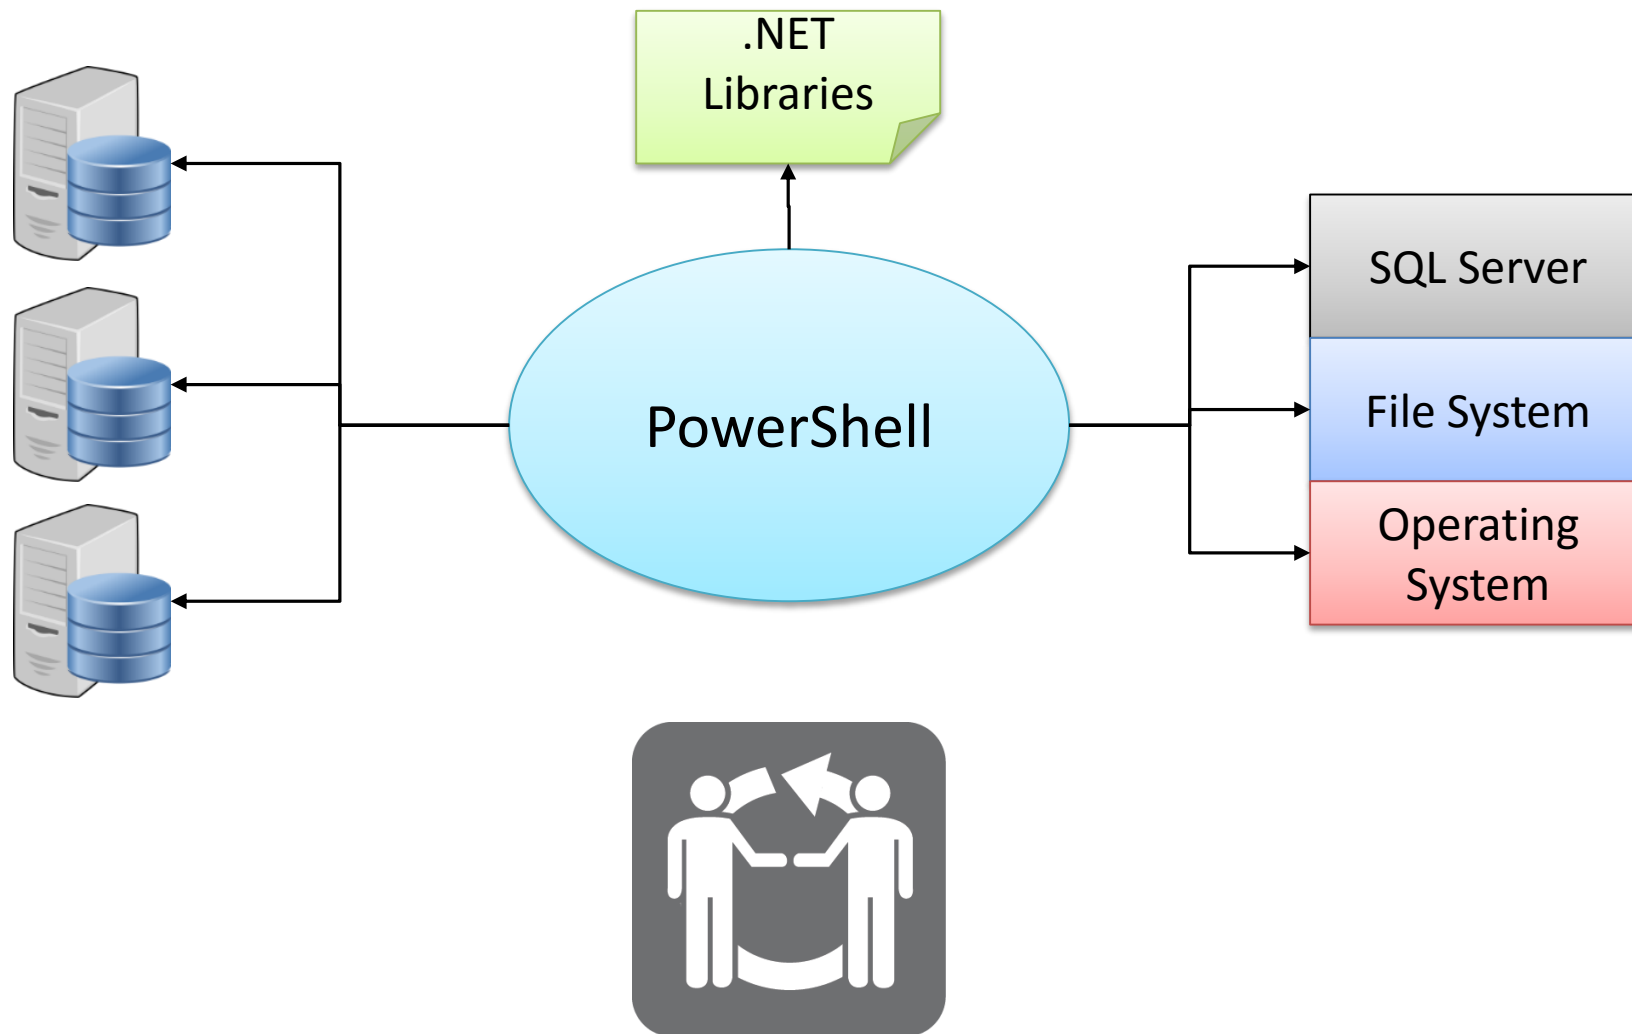 .NET
Libraries
SQL Server
File System
PowerShell
Operating
System